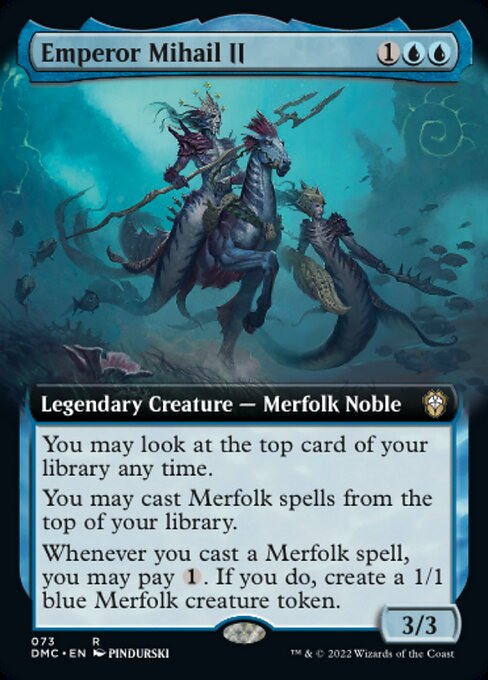 Emperor Mihail II 1
Legendary Creature — Merfolk Noble
You may look at the top card of your
library any time.
You may cast Merfolk spells from the
top of your library.
Whenever you cast a Merfolk spell,
you may pay 1. If you do, create a 1/1
blue Merfolk creature token.
3/3
073 R
DMC • EN PINDURSKI ™ & © 2022 Wizards of the Coast